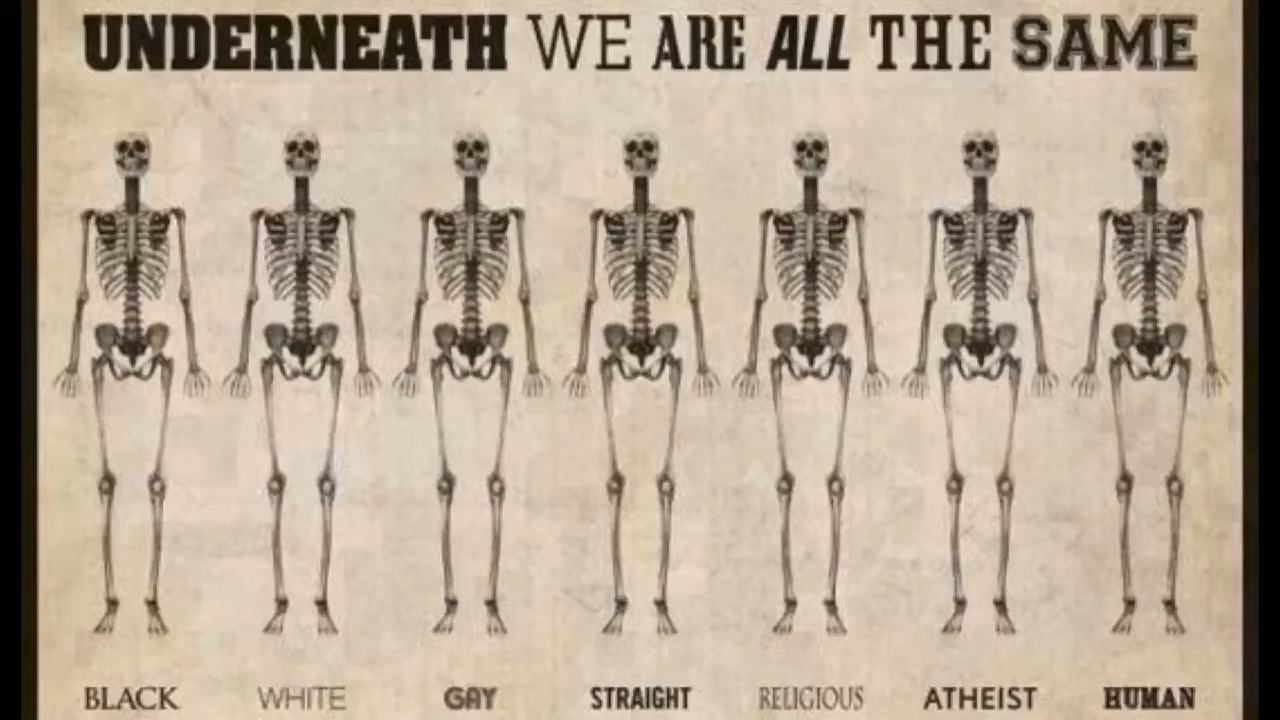 UNDERNEATH WE ARE ALL THE SAME
BLACK WHITE GAY STRAIGHT RELIGIOUS ATHEIST HUMAN